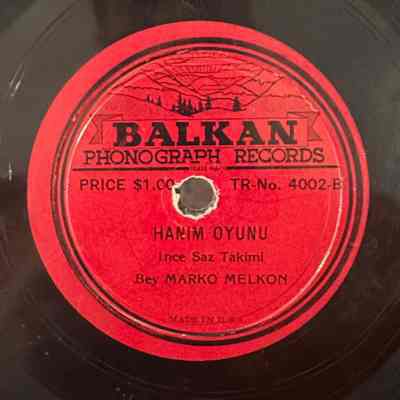 BALKAN
PHONOGRAPH RECORDS
PRICE $1.00 TR-No. 4002-B
HANIM OYUNU
Ince Saz Takimi
Bey MARKO MELKON
MADE IN U.S.A.